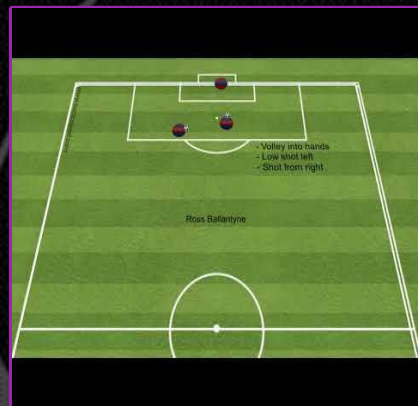 - Volley into hands
- Low shot left
- Shot from right
Ross Ballantyne